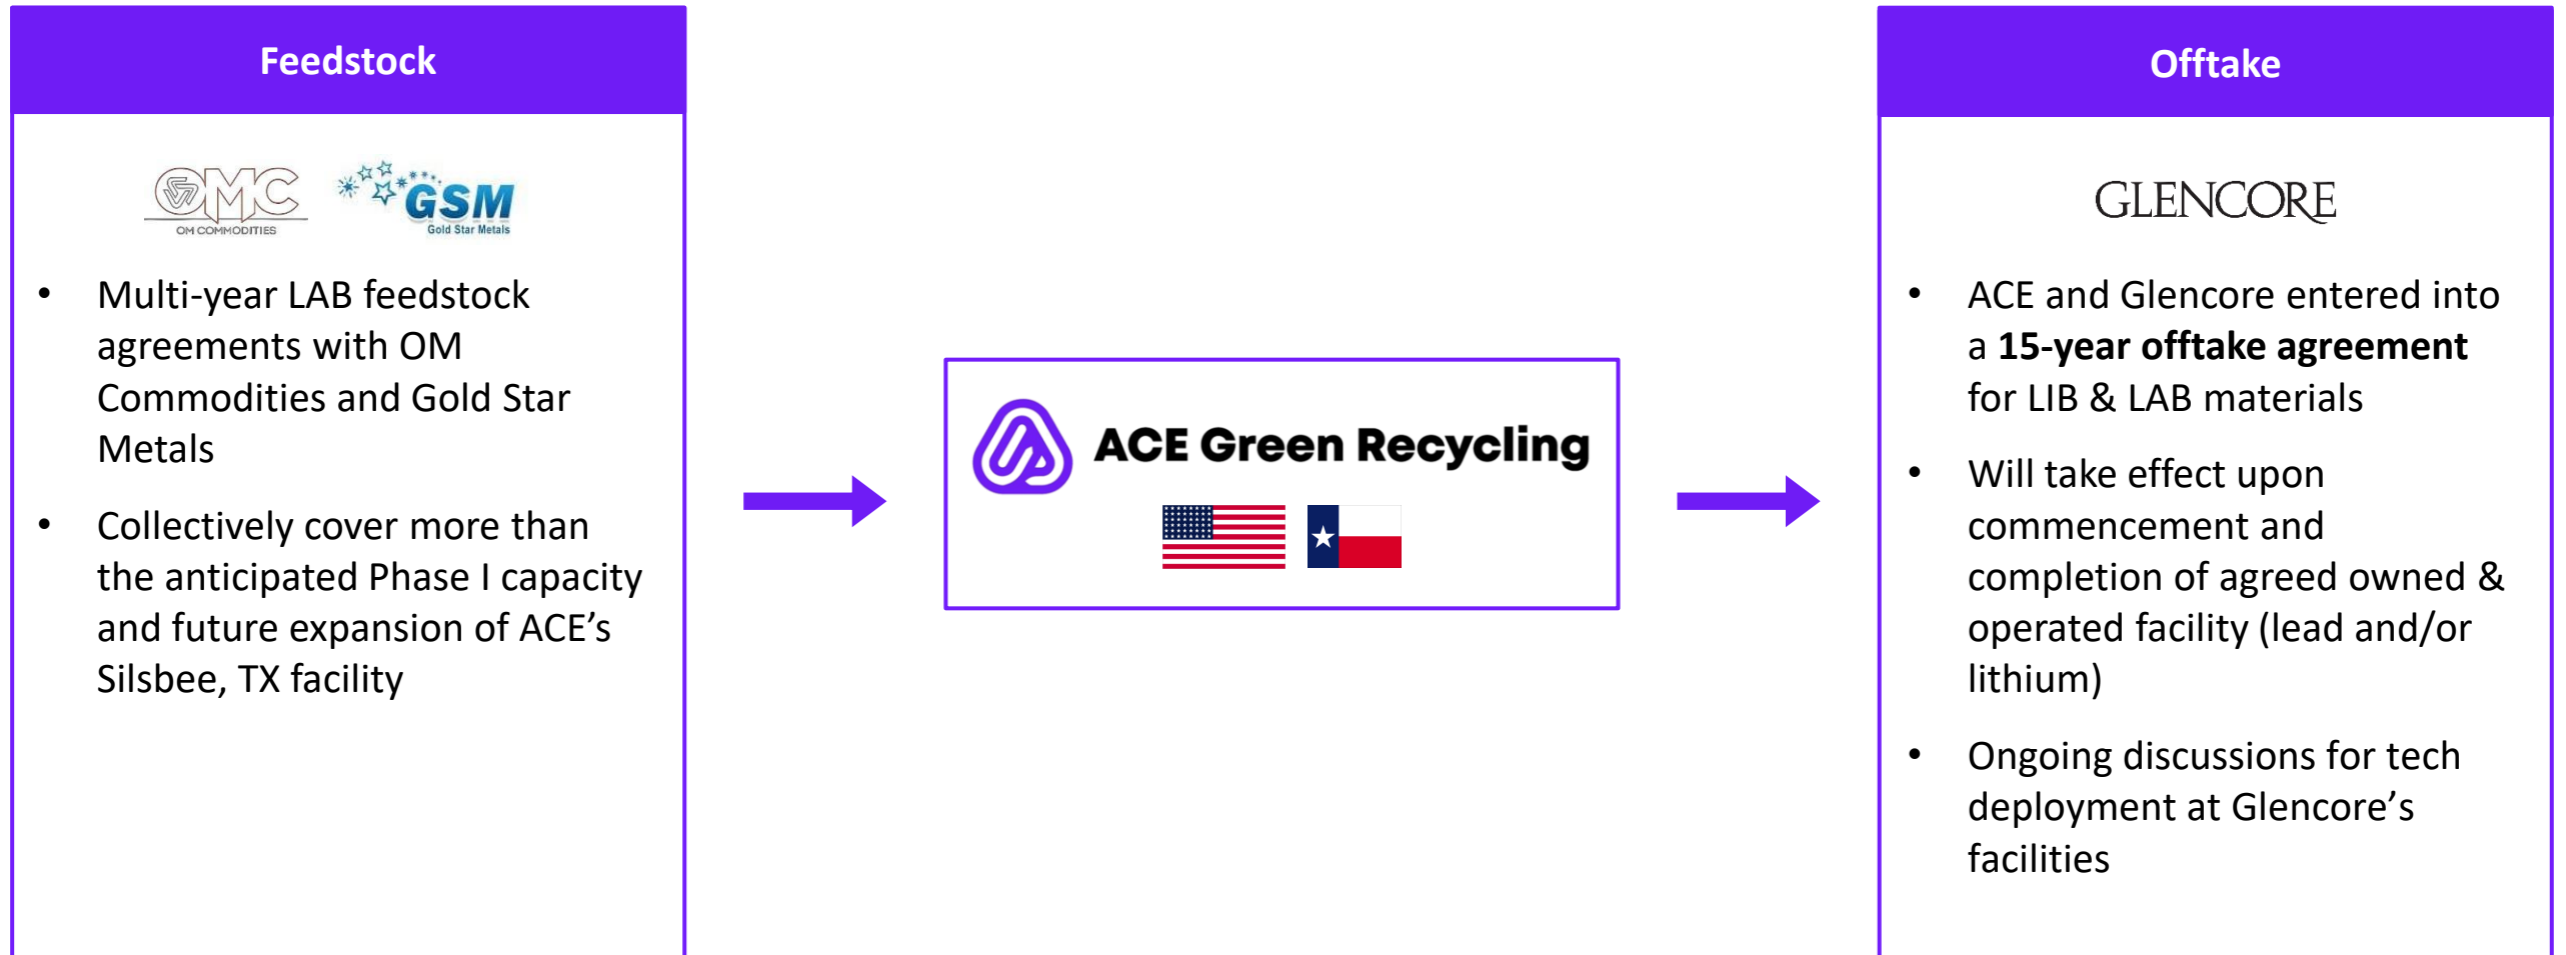 Feedstock
OMC
OM COMMODITIES
GSM
Gold Star Metals
• Multi-year LAB feedstock
agreements with OM
Commodities and Gold Star
Metals
• Collectively cover more than
the anticipated Phase I capacity
and future expansion of ACE’s
Silsbee, TX facility
ACE Green Recycling
Offtake
GLENCORE
• ACE and Glencore entered into
a 15-year offtake agreement
for LIB & LAB materials
• Will take effect upon
commencement and
completion of agreed owned &
operated facility (lead and/or
lithium)
• Ongoing discussions for tech
deployment at Glencore’s
facilities